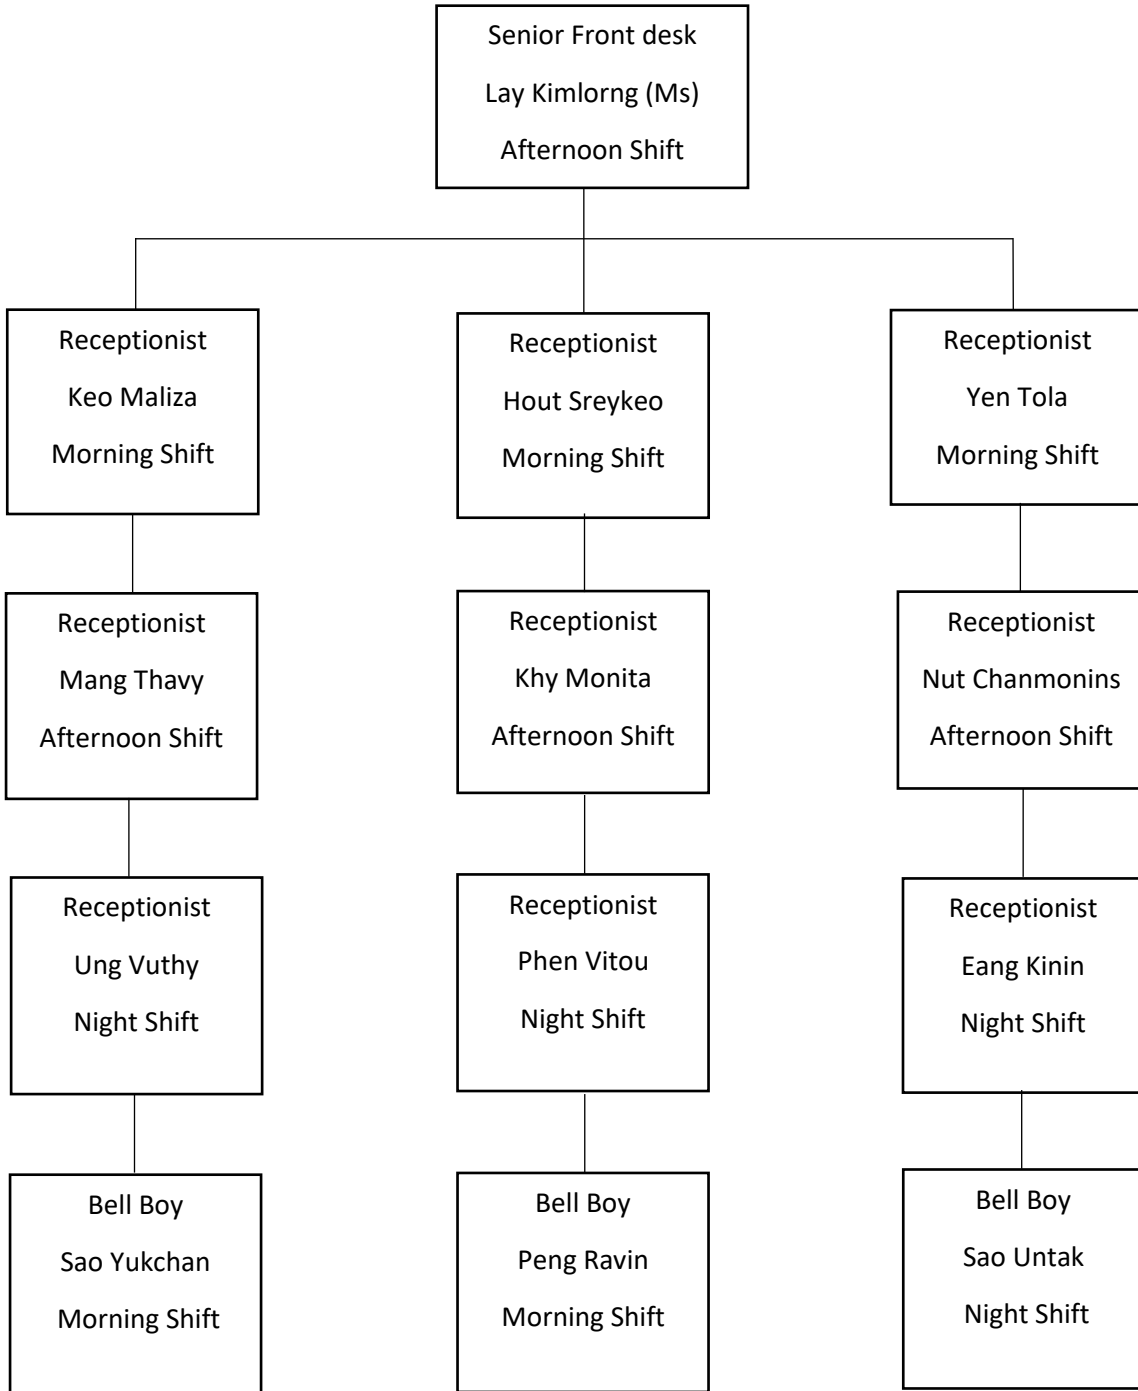 Senior Front desk
Lay Kimlorng (Ms)
Afternoon Shift
Receptionist
Keo Maliza
Morning Shift
Receptionist
Hout Sreykeo
Morning Shift
Receptionist
Yen Tola
Morning Shift
Receptionist
Mang Thavy
Afternoon Shift
Receptionist
Khy Monita
Afternoon Shift
Receptionist
Nut Chanmonins
Afternoon Shift
Receptionist
Ung Vuthy
Night Shift
Receptionist
Phen Vitou
Night Shift
Receptionist
Eang Kinin
Night Shift
Bell Boy
Sao Yukchan
Morning Shift
Bell Boy
Peng Ravin
Morning Shift
Bell Boy
Sao Untak
Night Shift